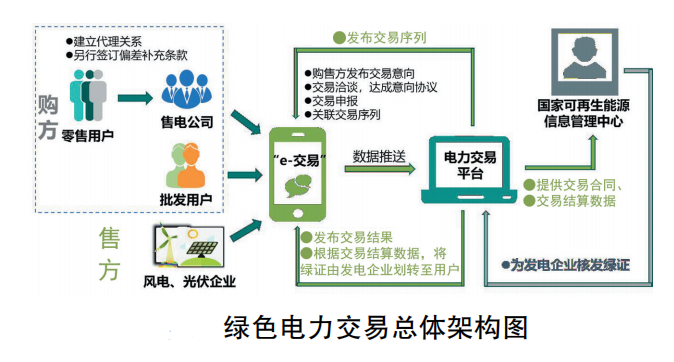 ●发布交易序列
●建立代理关系
●另行签订偏差补充条款
购方
零售用户
售电公司
批发用户
●购售方发布交易意向
●交易洽谈，达成意向协议
●交易申报
●关联交易序列
“e-交易”
数据推送
电力交易
平台
国家可再生能源
信息管理中心
●提供交易合同、
●交易结算数据
售方
风电、光伏企业
●发布交易结果
●根据交易结算数据，将
绿证由发电企业划转至用户
●为发电企业核发绿证
绿色电力交易总体架构图